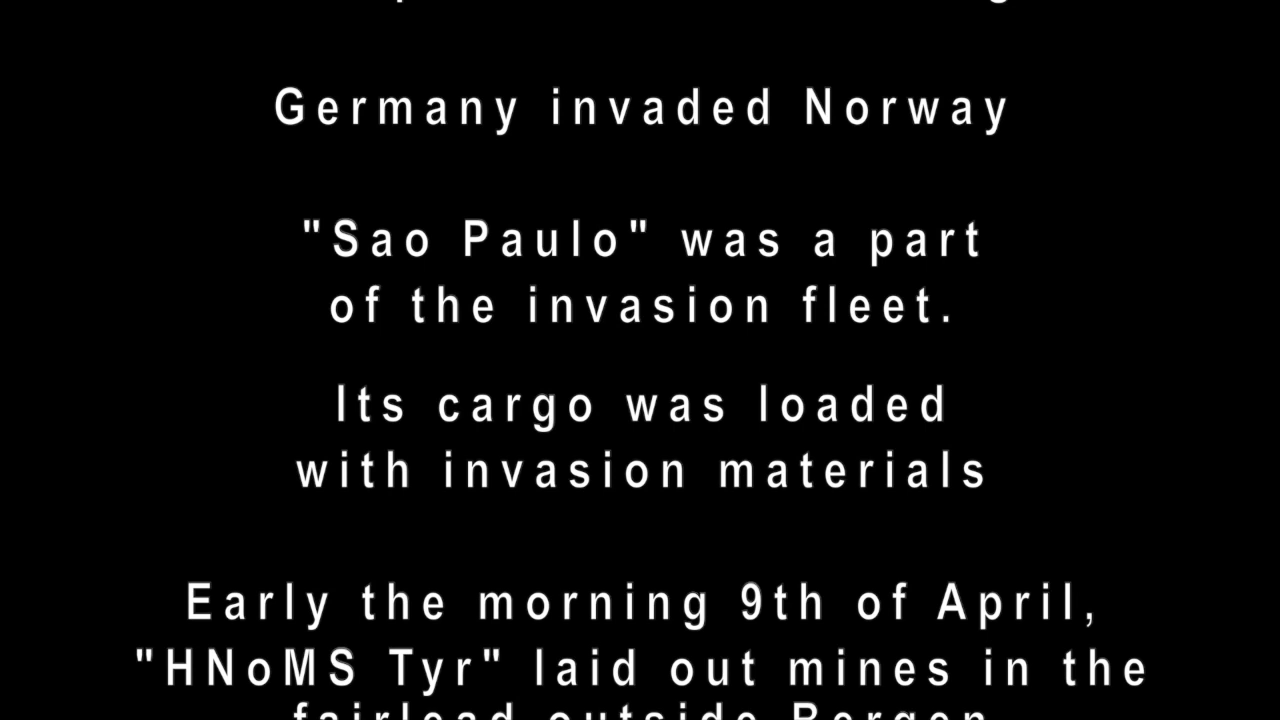 Germany invaded Norway
"Sao Paulo" was a part
of the invasion fleet.
Its cargo was loaded
with invasion materials
Early the morning 9th of April,
"HNoMS Tyr" laid out mines in the
fairlead outside Bergen